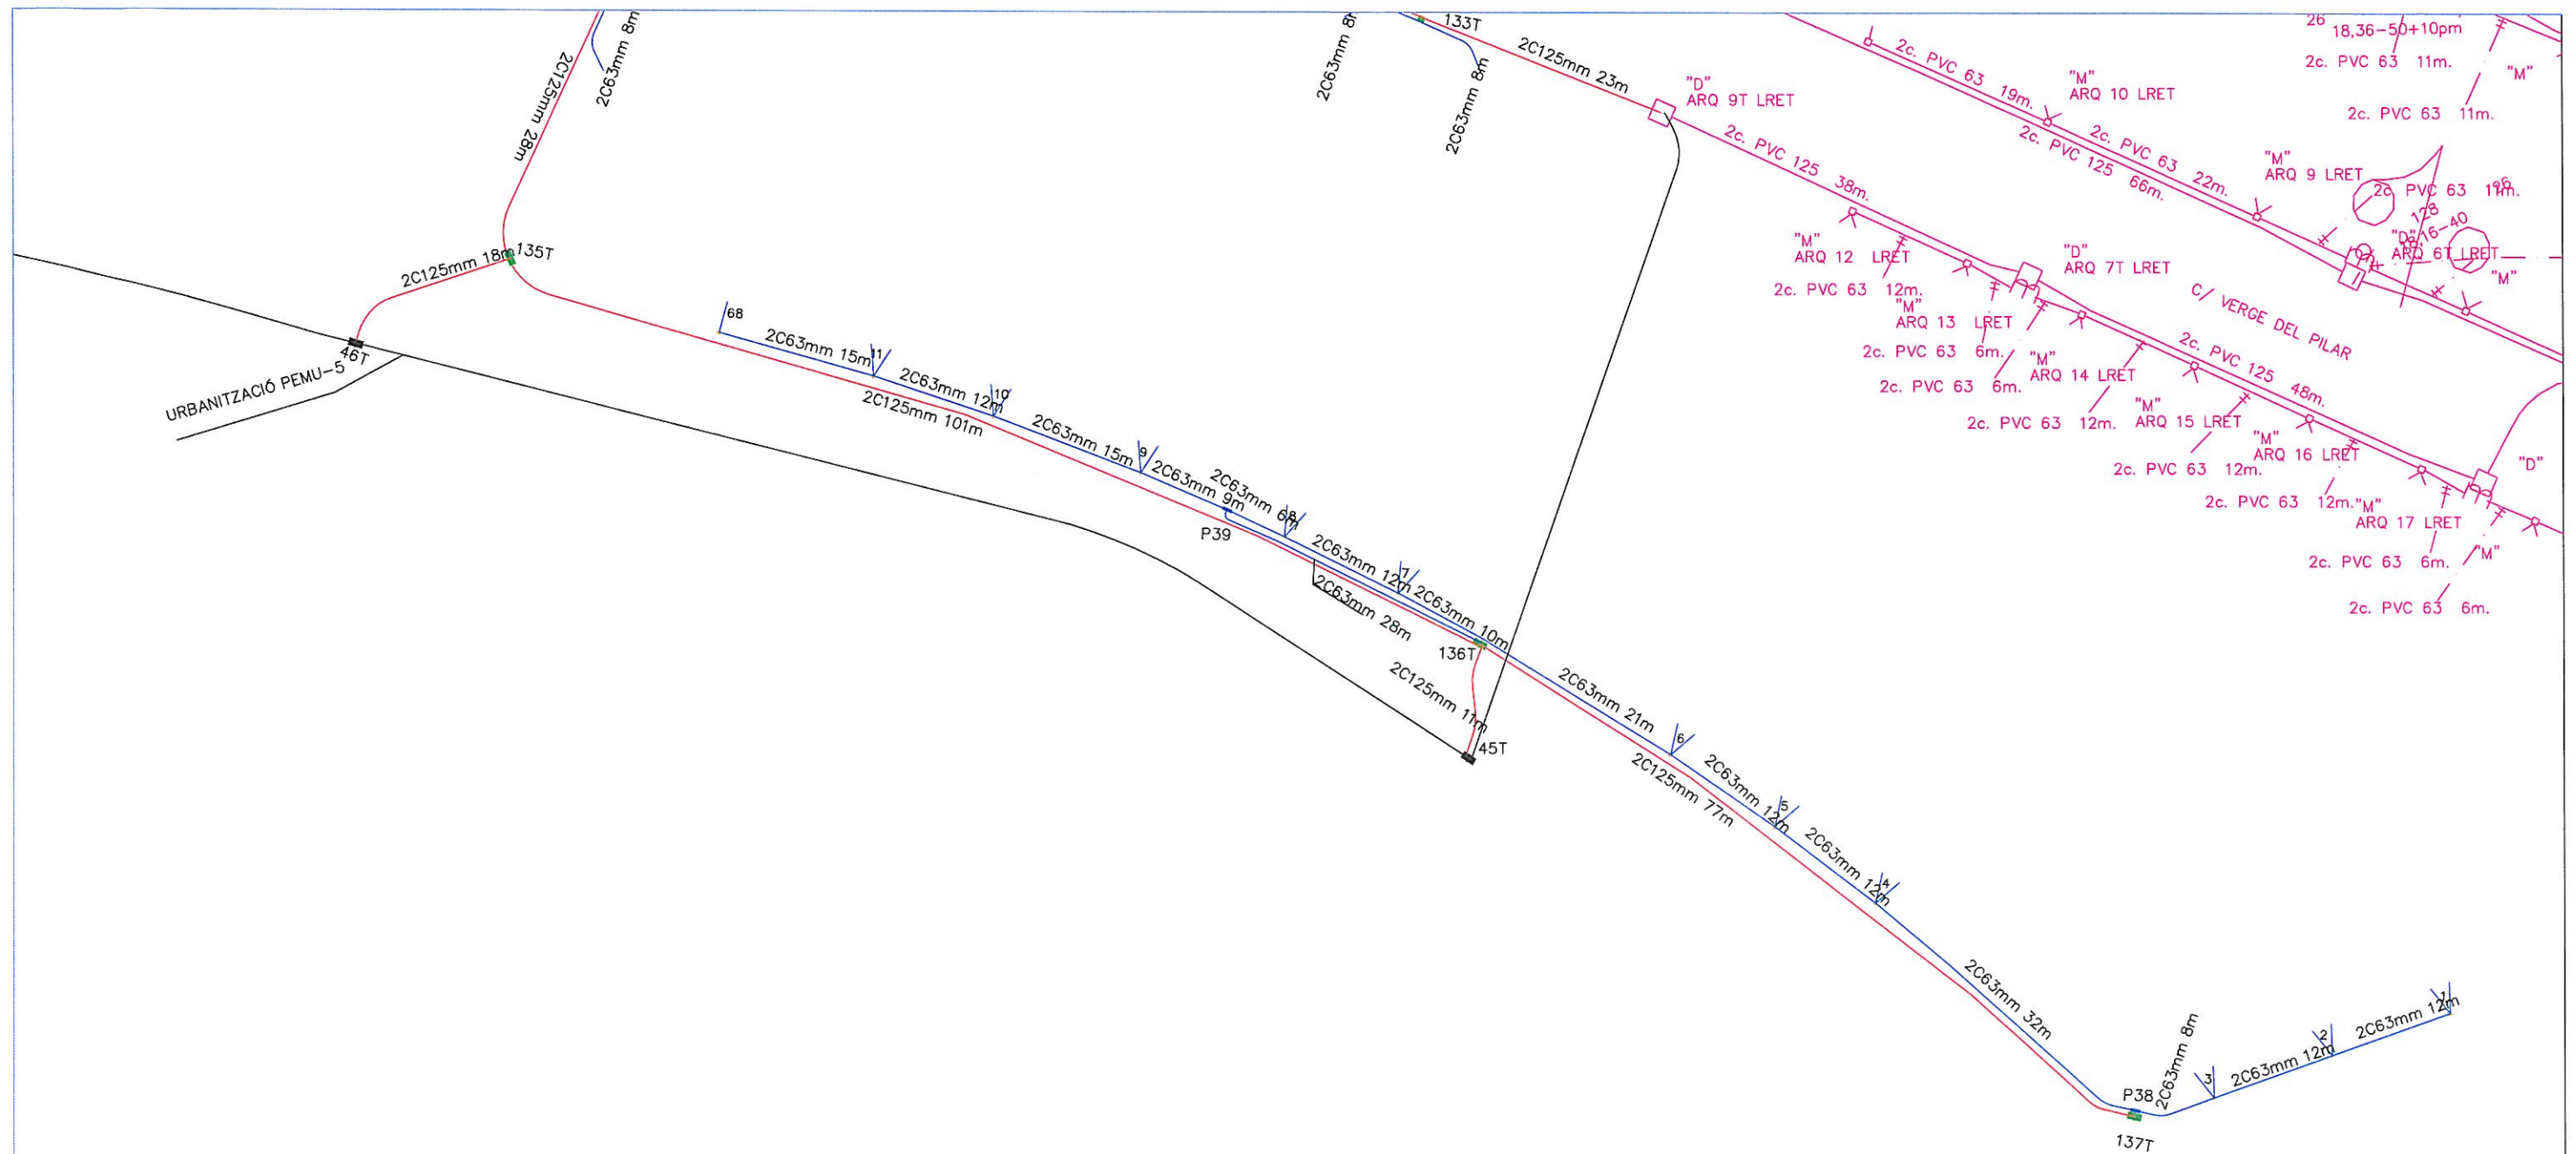 2C125mm 28m
2C63mm 8m
2C63mm 8m
133T
2C63mm 8m
2C125mm 23m
"D"
ARQ 9T LRET
2c. PVC 63 19m.
"M"
ARQ 10 LRET
26
18,36-50+10pm
2c. PVC 63 11m.
"M"
2c. PVC 63 11m.
2c. PVC 125 38m.
2c. PVC 125 66m.
2c. PVC 63 22m.
"M"
ARQ 9 LRET
2c. PVC 63 11m.
128
16-40
"D"
ARQ 6T LRET
"M"
"M"
ARQ 12 LRET
2c. PVC 63 12m.
"D"
ARQ 7T LRET
C/ VERGE DEL PILAR
"M"
ARQ 13 LRET
2c. PVC 63 6m.
2c. PVC 125 48m.
"M"
ARQ 14 LRET
2c. PVC 63 6m.
"M"
ARQ 15 LRET
2c. PVC 63 12m.
"M"
ARQ 16 LRET
2c. PVC 63 12m.
"D"
2c. PVC 63 12m.
"M"
ARQ 17 LRET
2c. PVC 63 6m.
"M"
2c. PVC 63 6m.
135T
2C125mm 18m
46T
URBANITZACIÓ PEMU-5
68
2C63mm 15m
11
2C63mm 12m
10
2C125mm 101m
2C63mm 15m
9
2C63mm 9m
2C63mm 6m
8
P39
2C63mm 12m
7
2C63mm 10m
2C63mm 28m
136T
2C125mm 11m
45T
2C63mm 21m
6
2C125mm 77m
2C63mm 12m
5
2C63mm 12m
4
2C63mm 32m
P38
137T
2C63mm 8m
3
2C63mm 12m
2
2C63mm 12m
1